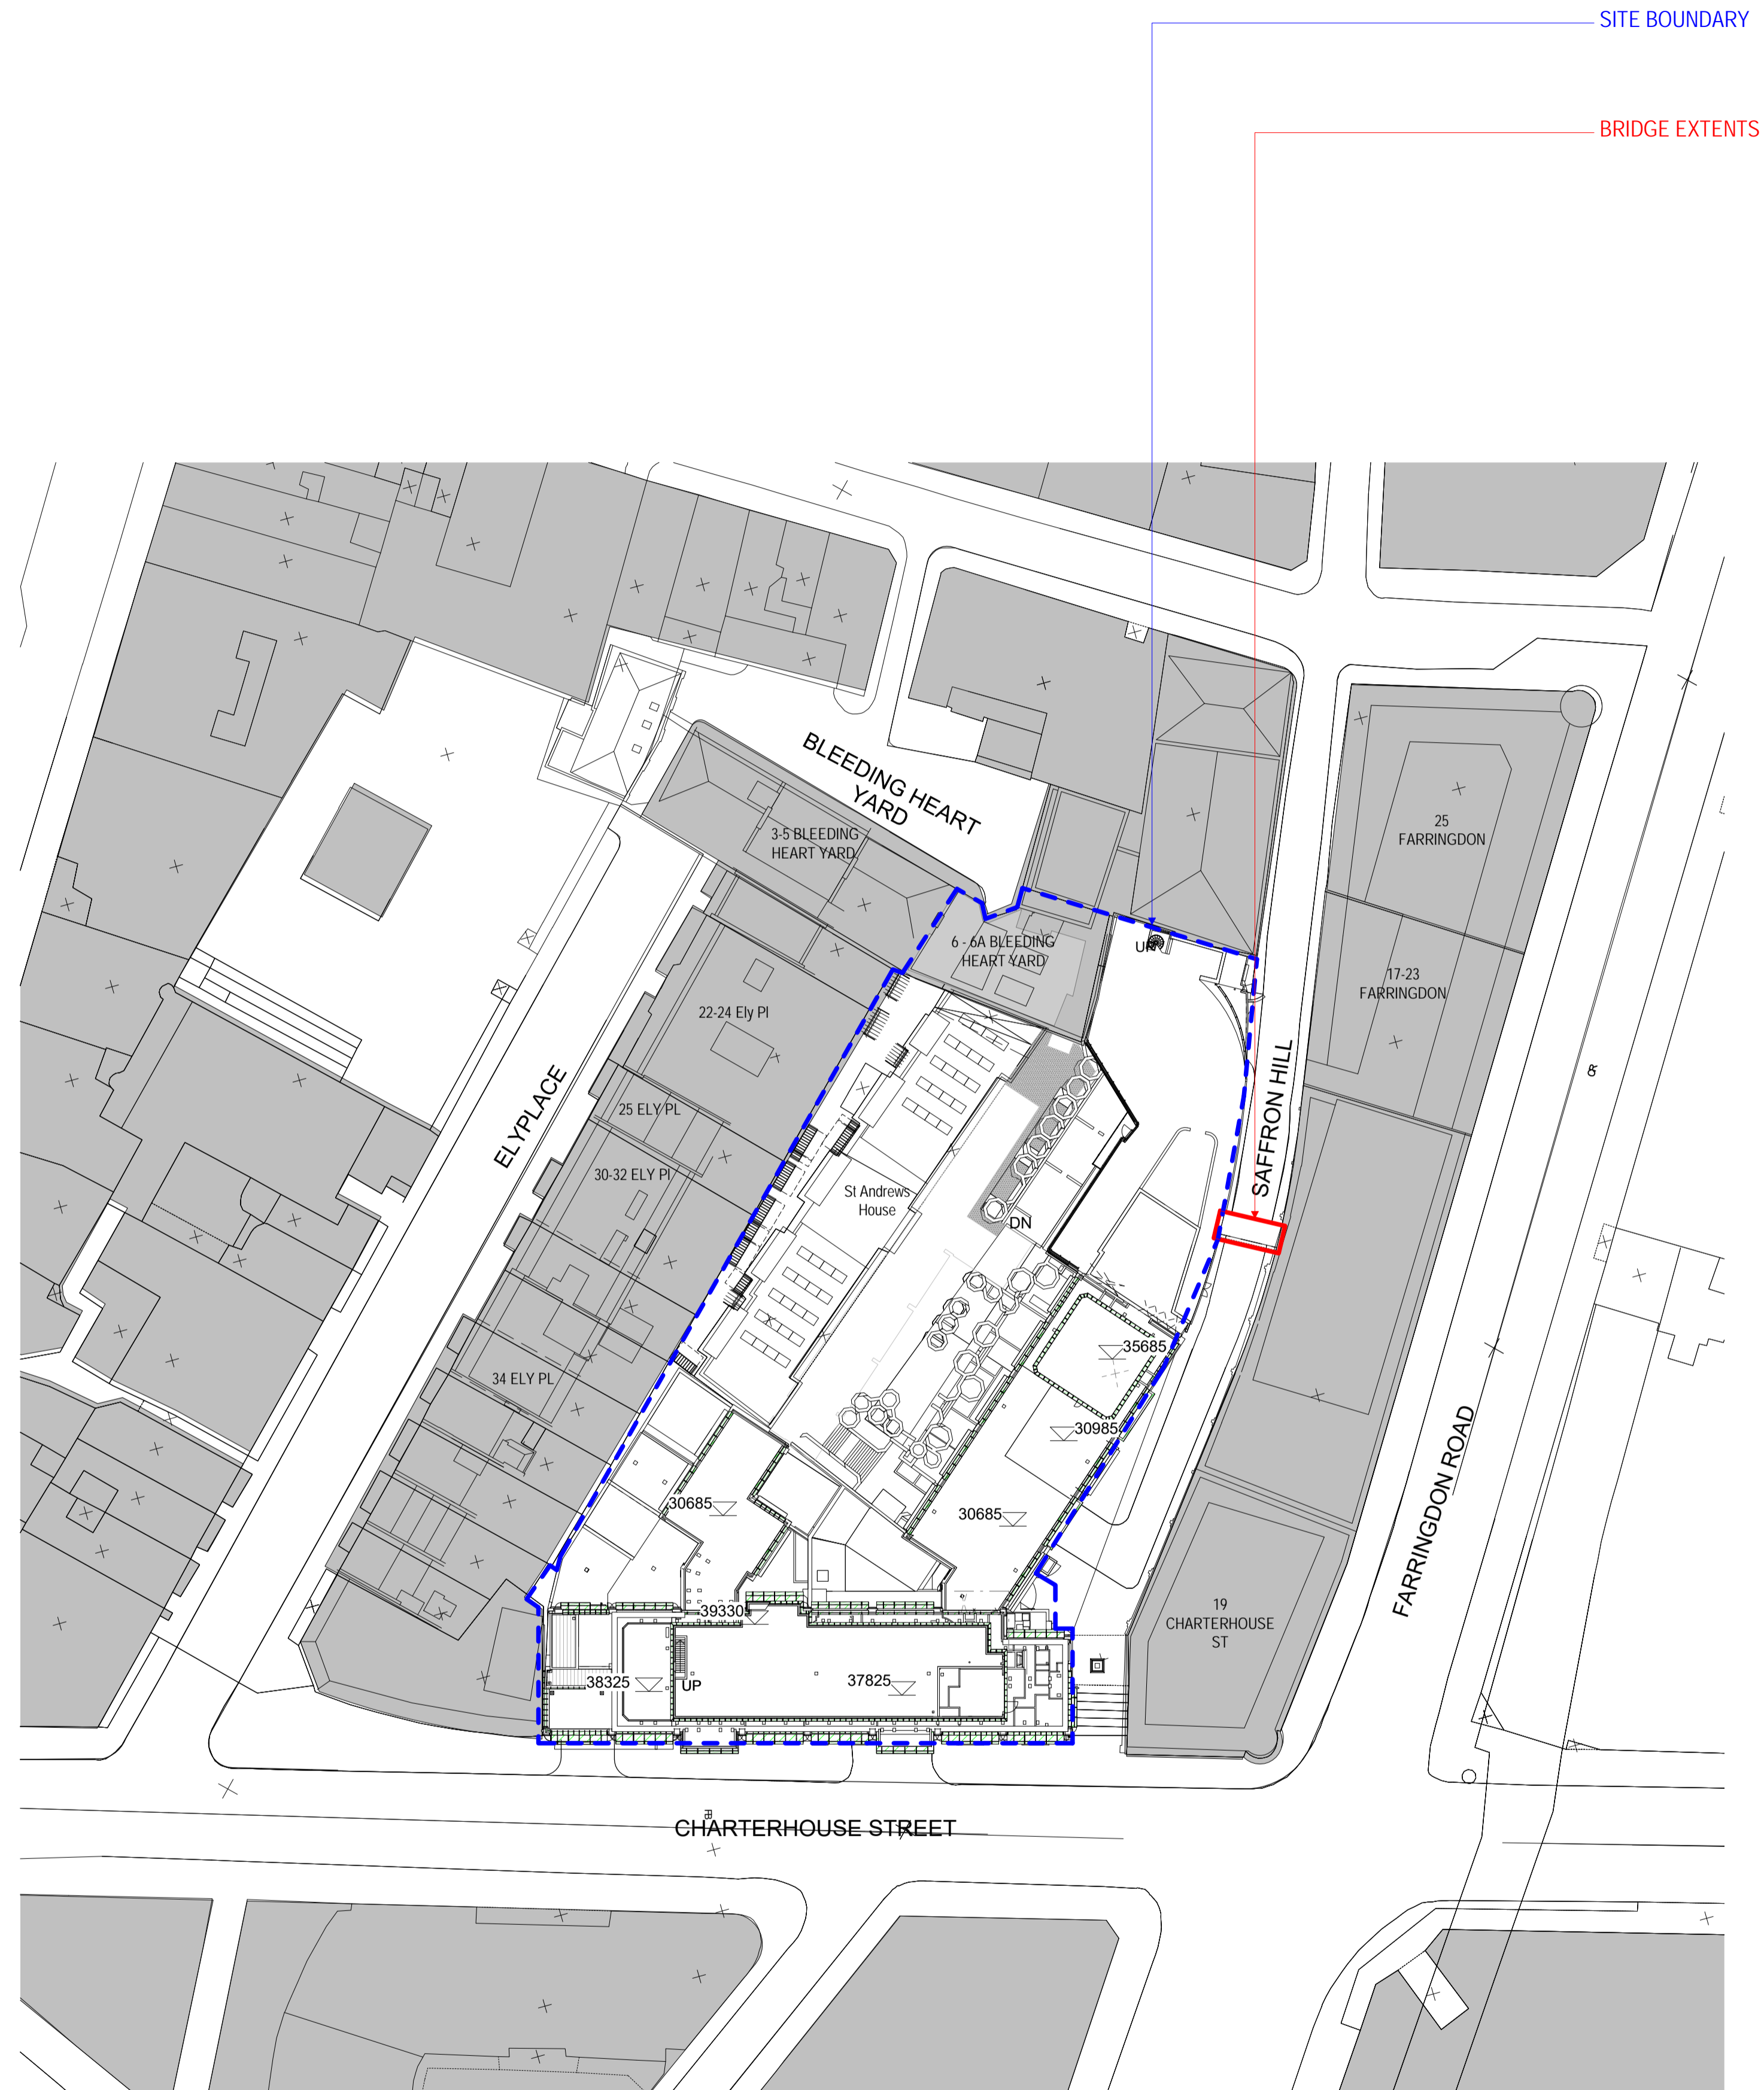 SITE BOUNDARY
BRIDGE EXTENTS
BLEEDING HEART
YARD
3-5 BLEEDING
HEART YARD
25
FARRINGDON
6 - 6A BLEEDING
HEART YARD
UP
17-23
FARRINGDON
22-24 Ely Pl
ELYPLACE
SAFFRON HILL
25 ELY PL
30-32 ELY Pl
St Andrews
House
DN
35685
34 ELY PL
30985
30685
30685
FARRINGDON ROAD
39330
19
CHARTERHOUSE
ST
38325
UP
37825
CHARTERHOUSE STREET